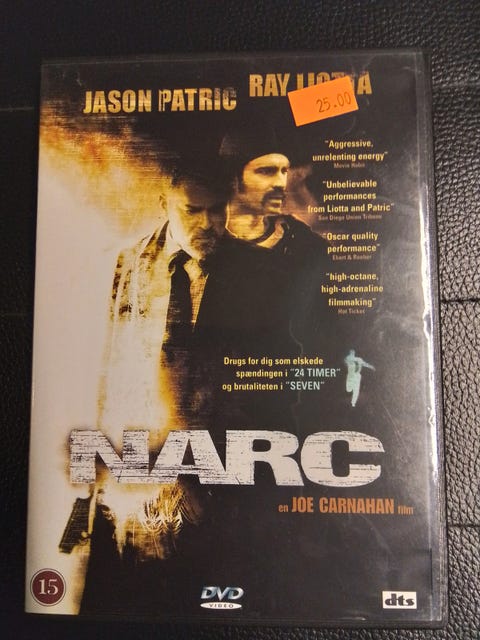 JASON PATRIC
RAY LIOTTA
25.00
"Aggressive,
unrelenting energy"
Movie Hole
"Unbelievable
performances
from Liotta and Patric"
San Diego Union Tribune
"Oscar quality
performance"
Ebert & Roeber
"high-octane,
high-adrenaline
filmmaking"
Hot Ticket
Drugs for dig som elskede
spændingen i "24 TIMER"
og brutaliteten i "SEVEN"
NARC
en JOE CARNAHAN film
15
DVD
VIDEO
dts